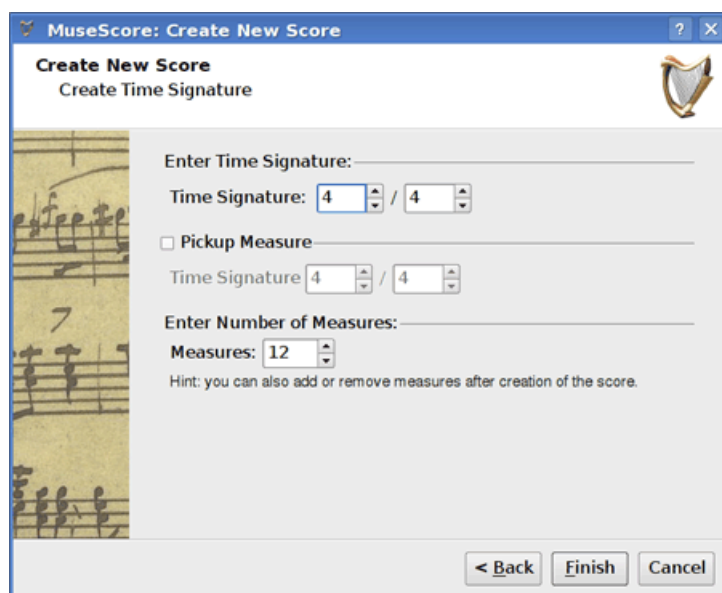 MuseScore: Create New Score ?
Create New Score
Create Time Signature
Enter Time Signature:
Time Signature: 4 / 4
Pickup Measure
Time Signature 4 / 4
Enter Number of Measures:
Measures: 12
Hint: you can also add or remove measures after creation of the score.
7
< Back Finish Cancel